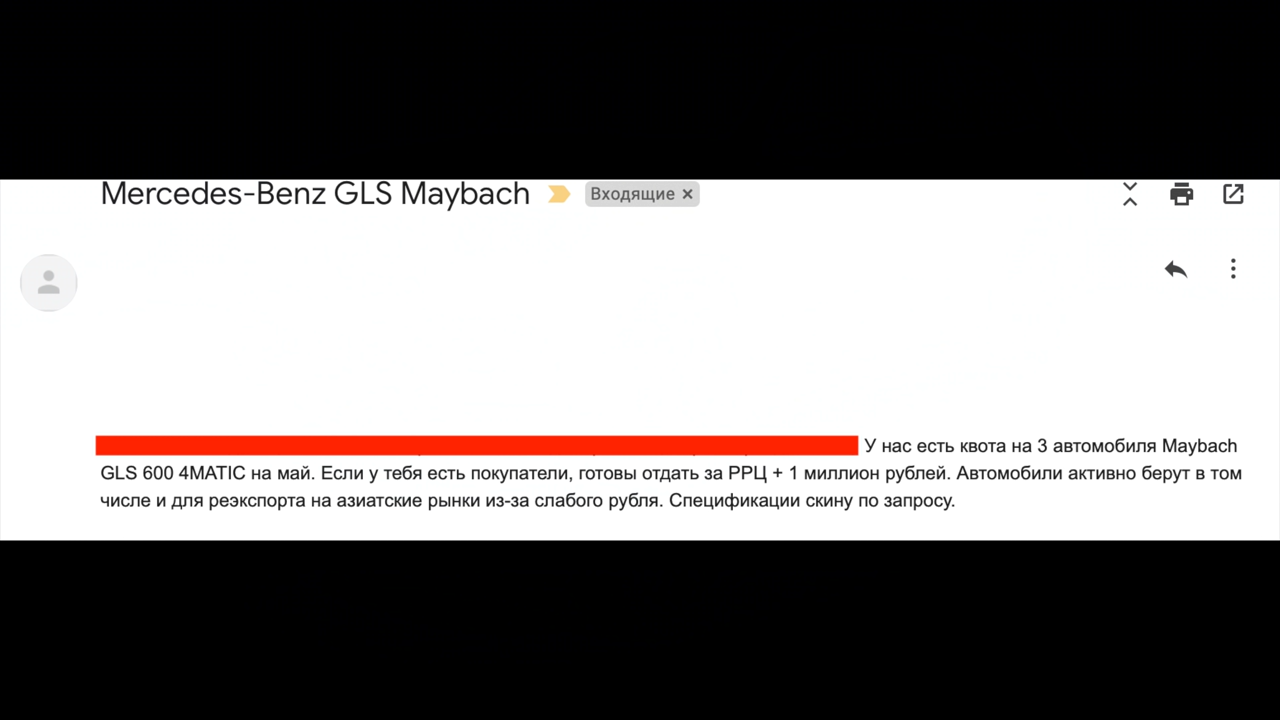 Mercedes-Benz GLS Maybach Входящие ×
У нас есть квота на 3 автомобиля Maybach
GLS 600 4MATIC на май. Если у тебя есть покупатели, готовы отдать за РРЦ + 1 миллион рублей. Автомобили активно берут в том
числе и для реэкспорта на азиатские рынки из-за слабого рубля. Спецификации скину по запросу.